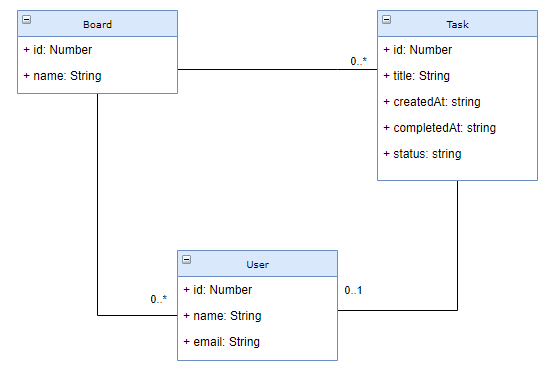 Board
+ id: Number
+ name: String
0..*
Task
+ id: Number
+ title: String
+ createdAt: string
+ completedAt: string
+ status: string
0..*
User
+ id: Number
+ name: String
+ email: String
0..1